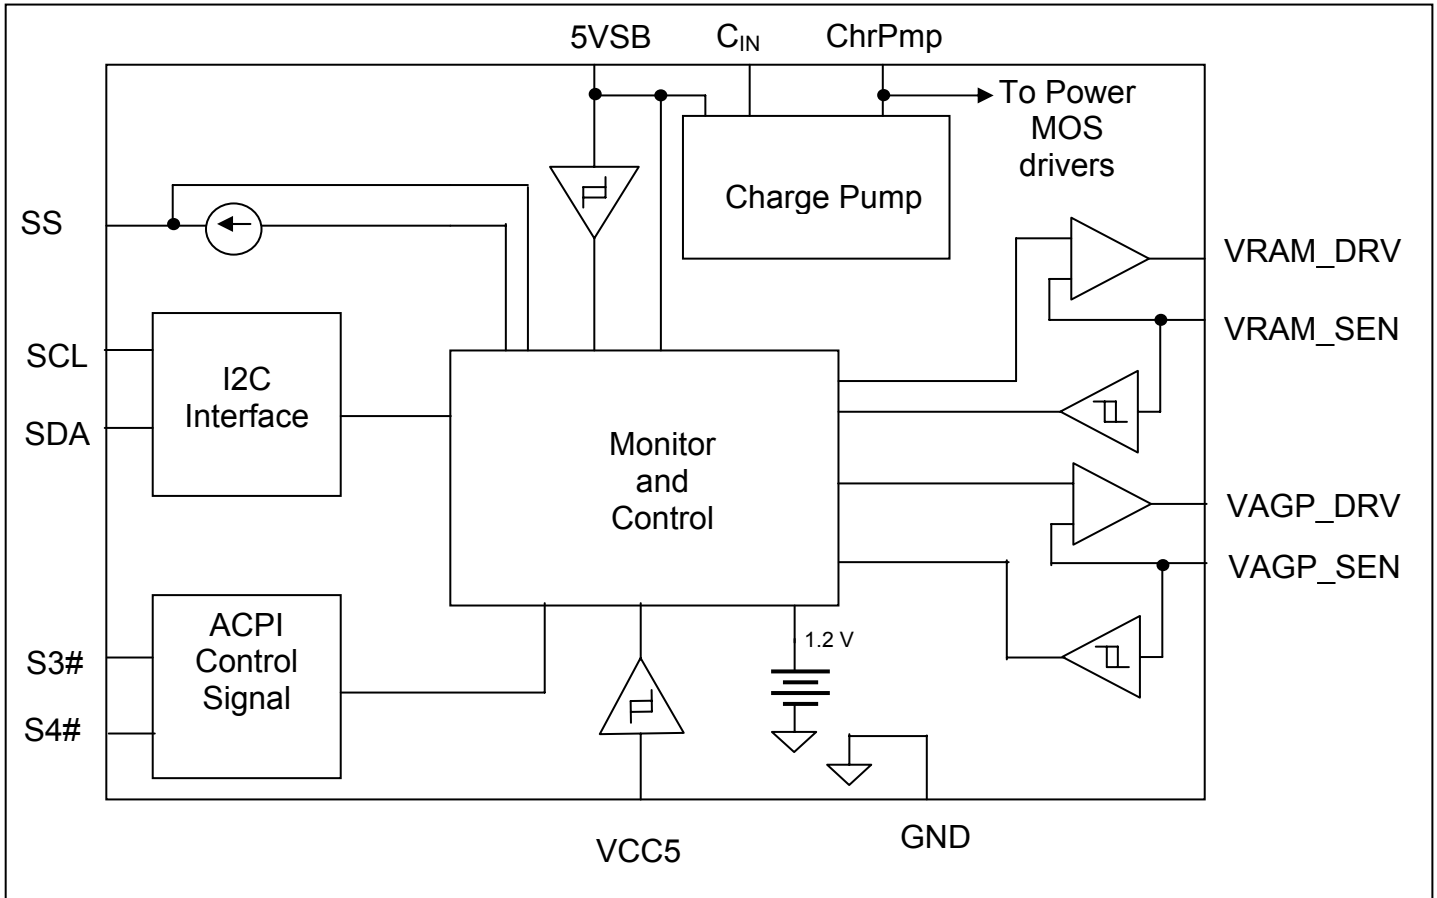 5VSB
CIN
ChrPmp
To Power
MOS
drivers
Charge Pump
SS
VRAM_DRV
VRAM_SEN
SCL
SDA
I2C
Interface
Monitor
and
Control
VAGP_DRV
VAGP_SEN
S3#
S4#
ACPI
Control
Signal
1.2 V
VCC5
GND